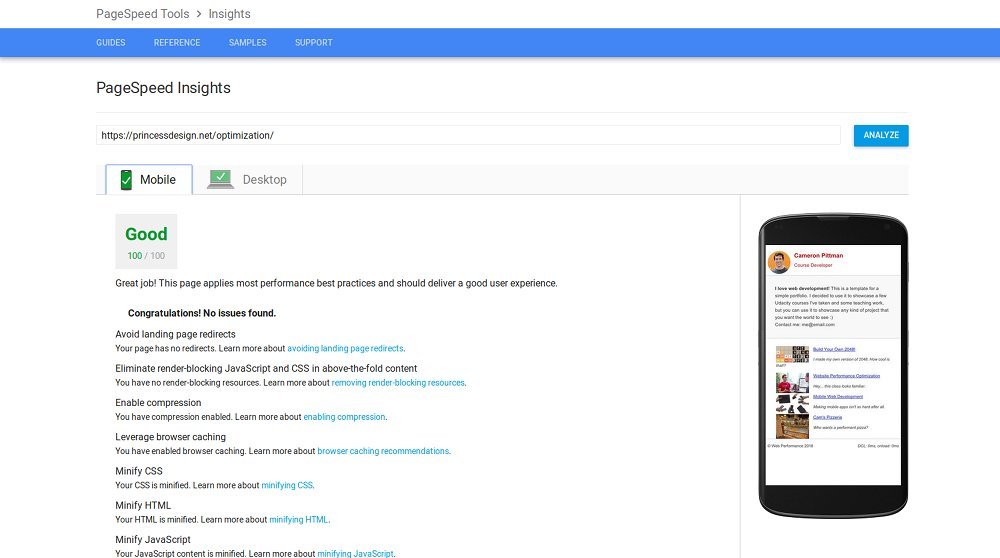 PageSpeed Tools > Insights
GUIDES REFERENCE SAMPLES SUPPORT
PageSpeed Insights
https://princessdesign.net/optimization/
ANALYZE
Mobile Desktop
Good
100 / 100
Great job! This page applies most performance best practices and should deliver a good user experience.
Congratulations! No issues found.
Avoid landing page redirects
Your page has no redirects. Learn more about avoiding landing page redirects.
Eliminate render-blocking JavaScript and CSS in above-the-fold content
You have no render-blocking resources. Learn more about removing render-blocking resources.
Enable compression
You have compression enabled. Learn more about enabling compression.
Leverage browser caching
You have enabled browser caching. Learn more about browser caching recommendations.
Minify CSS
Your CSS is minified. Learn more about minifying CSS.
Minify HTML
Your HTML is minified. Learn more about minifying HTML.
Minify JavaScript
Your JavaScript content is minified. Learn more about minifying JavaScript.
Cameron Pittman
Course Developer
I love web development! This is a template for a
simple portfolio. I decided to use it to showcase a few
Udacity courses I've taken and some teaching work,
but you can use it to showcase any kind of project that
you want the world to see :)
Contact me: me@email.com
Build Your Own 2048!
I made my own version of 2048. How cool is
that!?
Website Performance Optimization
Hey... this class looks familiar.
Mobile Web Development
Making mobile apps isn't so hard after all.
Cam's Pizzeria
Who wants a performant pizza?
© Web Performance 2018
DCL: 0ms, onload: 0ms